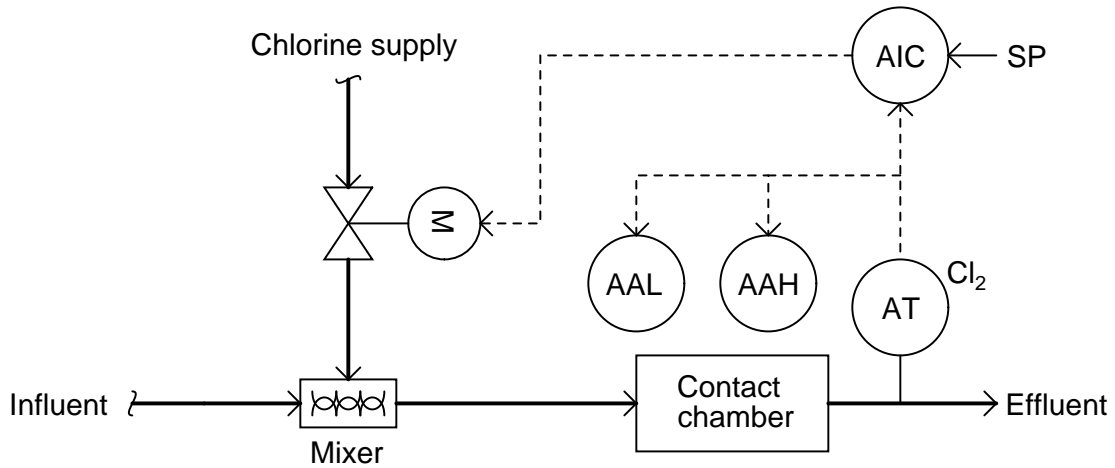 Chlorine supply
AIC
SP
M
AAL
AAH
AT
Cl₂
Influent
Mixer
Contact
chamber
Effluent